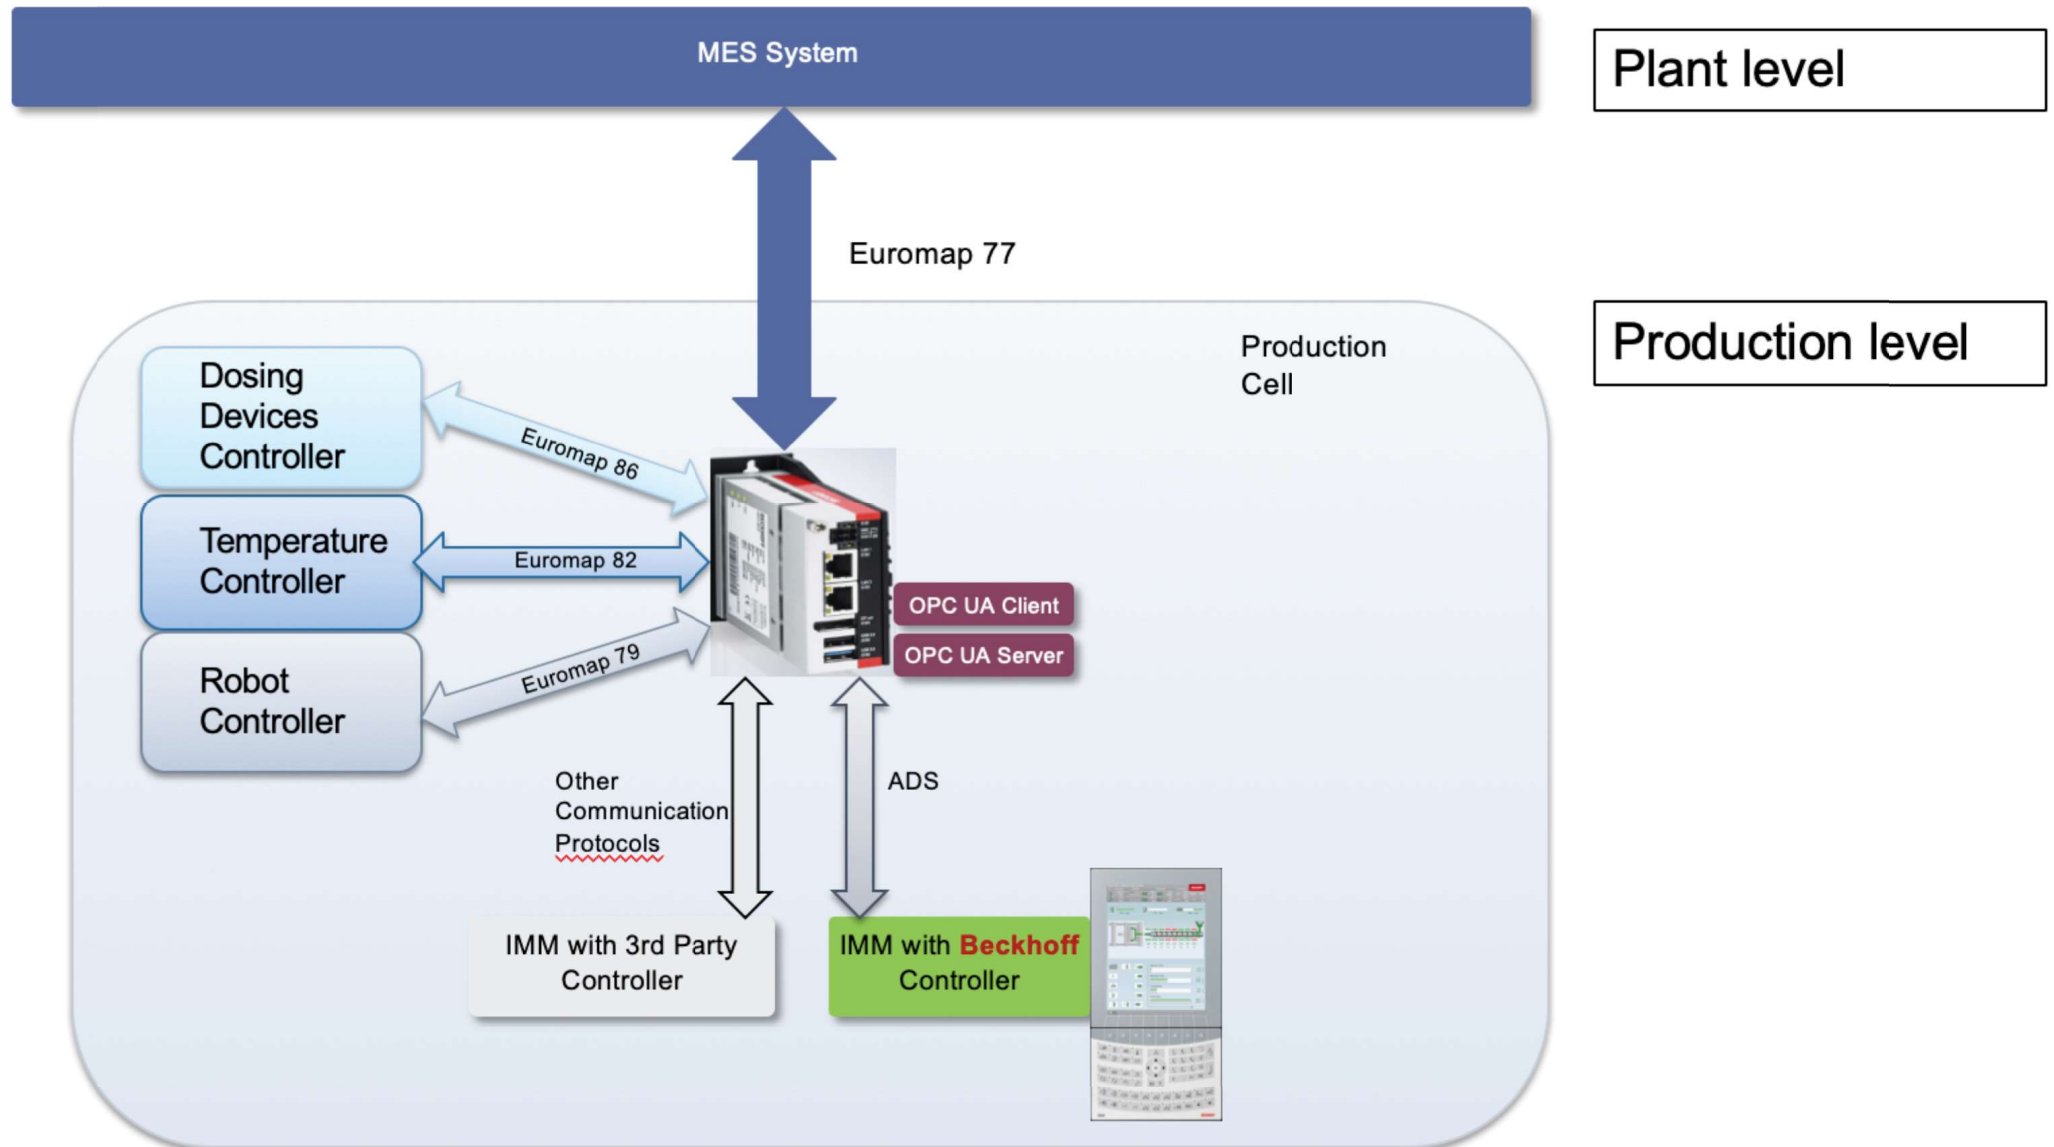 MES System
Plant level
Euromap 77
Production level
Production
Cell
Dosing
Devices
Controller
Euromap 86
Temperature
Controller
Euromap 82
OPC UA Client
OPC UA Server
Robot
Controller
Euromap 79
Other
Communication
Protocols
ADS
IMM with 3rd Party
Controller
IMM with Beckhoff
Controller